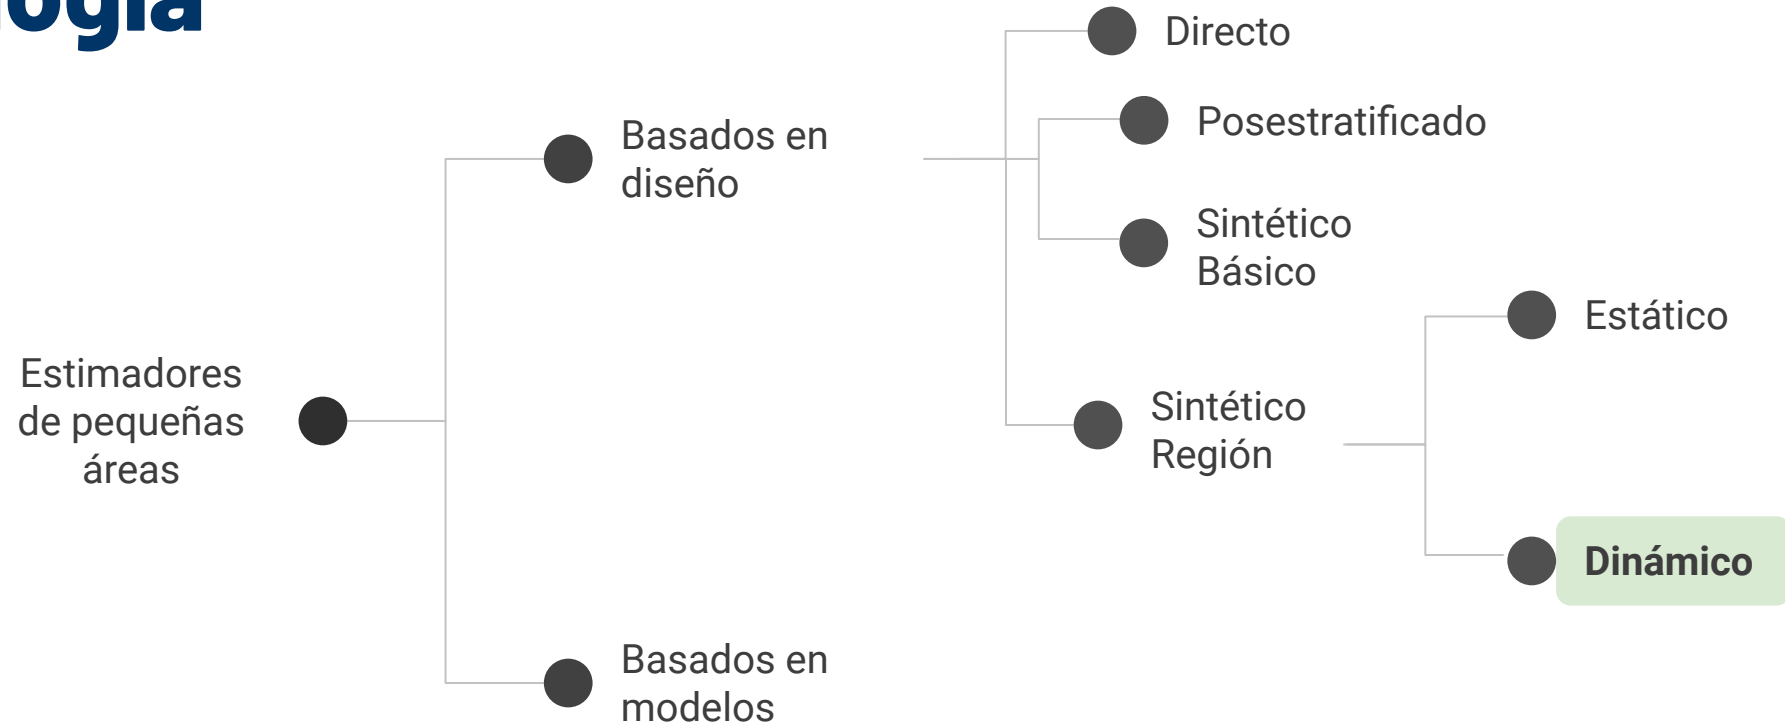 Directo
Basados en
diseño
Posestratificado
Sintético
Básico
Estimadores
de pequeñas
áreas
Sintético
Región
Estático
Dinámico
Basados en
modelos